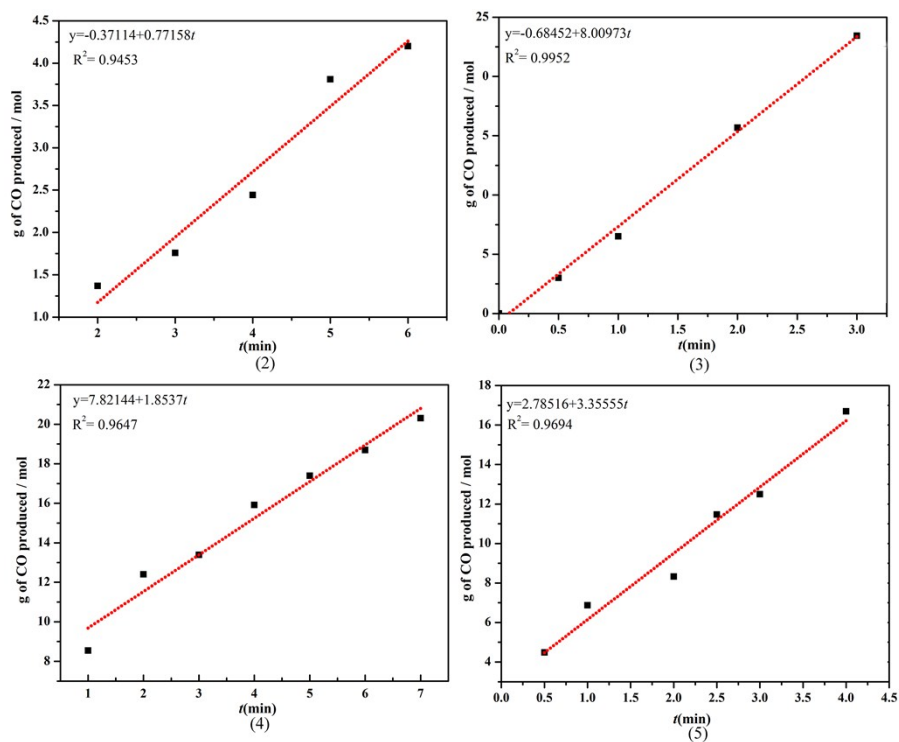 y=-0.37114+0.77158t
R²= 0.9453
g of CO produced / mol
4.5
4.0
3.5
3.0
2.5
2.0
1.5
1.0
2 3 4 5 6
t(min)
(2)
y=-0.68452+8.00973t
R²= 0.9952
g of CO produced / mol
25
0
5
0
5
0
0.0 0.5 1.0 1.5 2.0 2.5 3.0
t(min)
(3)
y=7.82144+1.8537t
R²= 0.9647
g of CO produced / mol
22
20
18
16
14
12
10
8
1 2 3 4 5 6 7
t(min)
(4)
y=2.78516+3.35555t
R²= 0.9694
g of CO produced / mol
18
16
14
12
10
8
6
4
0.0 0.5 1.0 1.5 2.0 2.5 3.0 3.5 4.0 4.5
t(min)
(5)